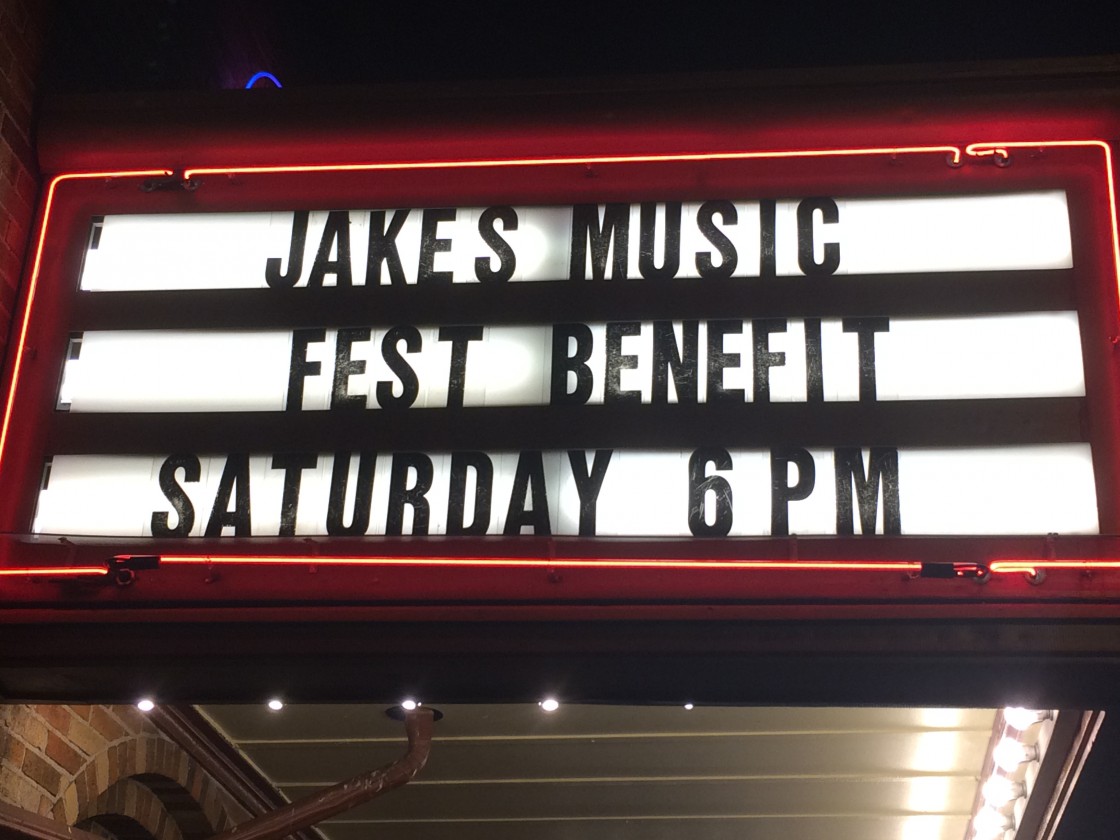 JAKES MUSIC
FEST BENEFIT
SATURDAY 6 PM